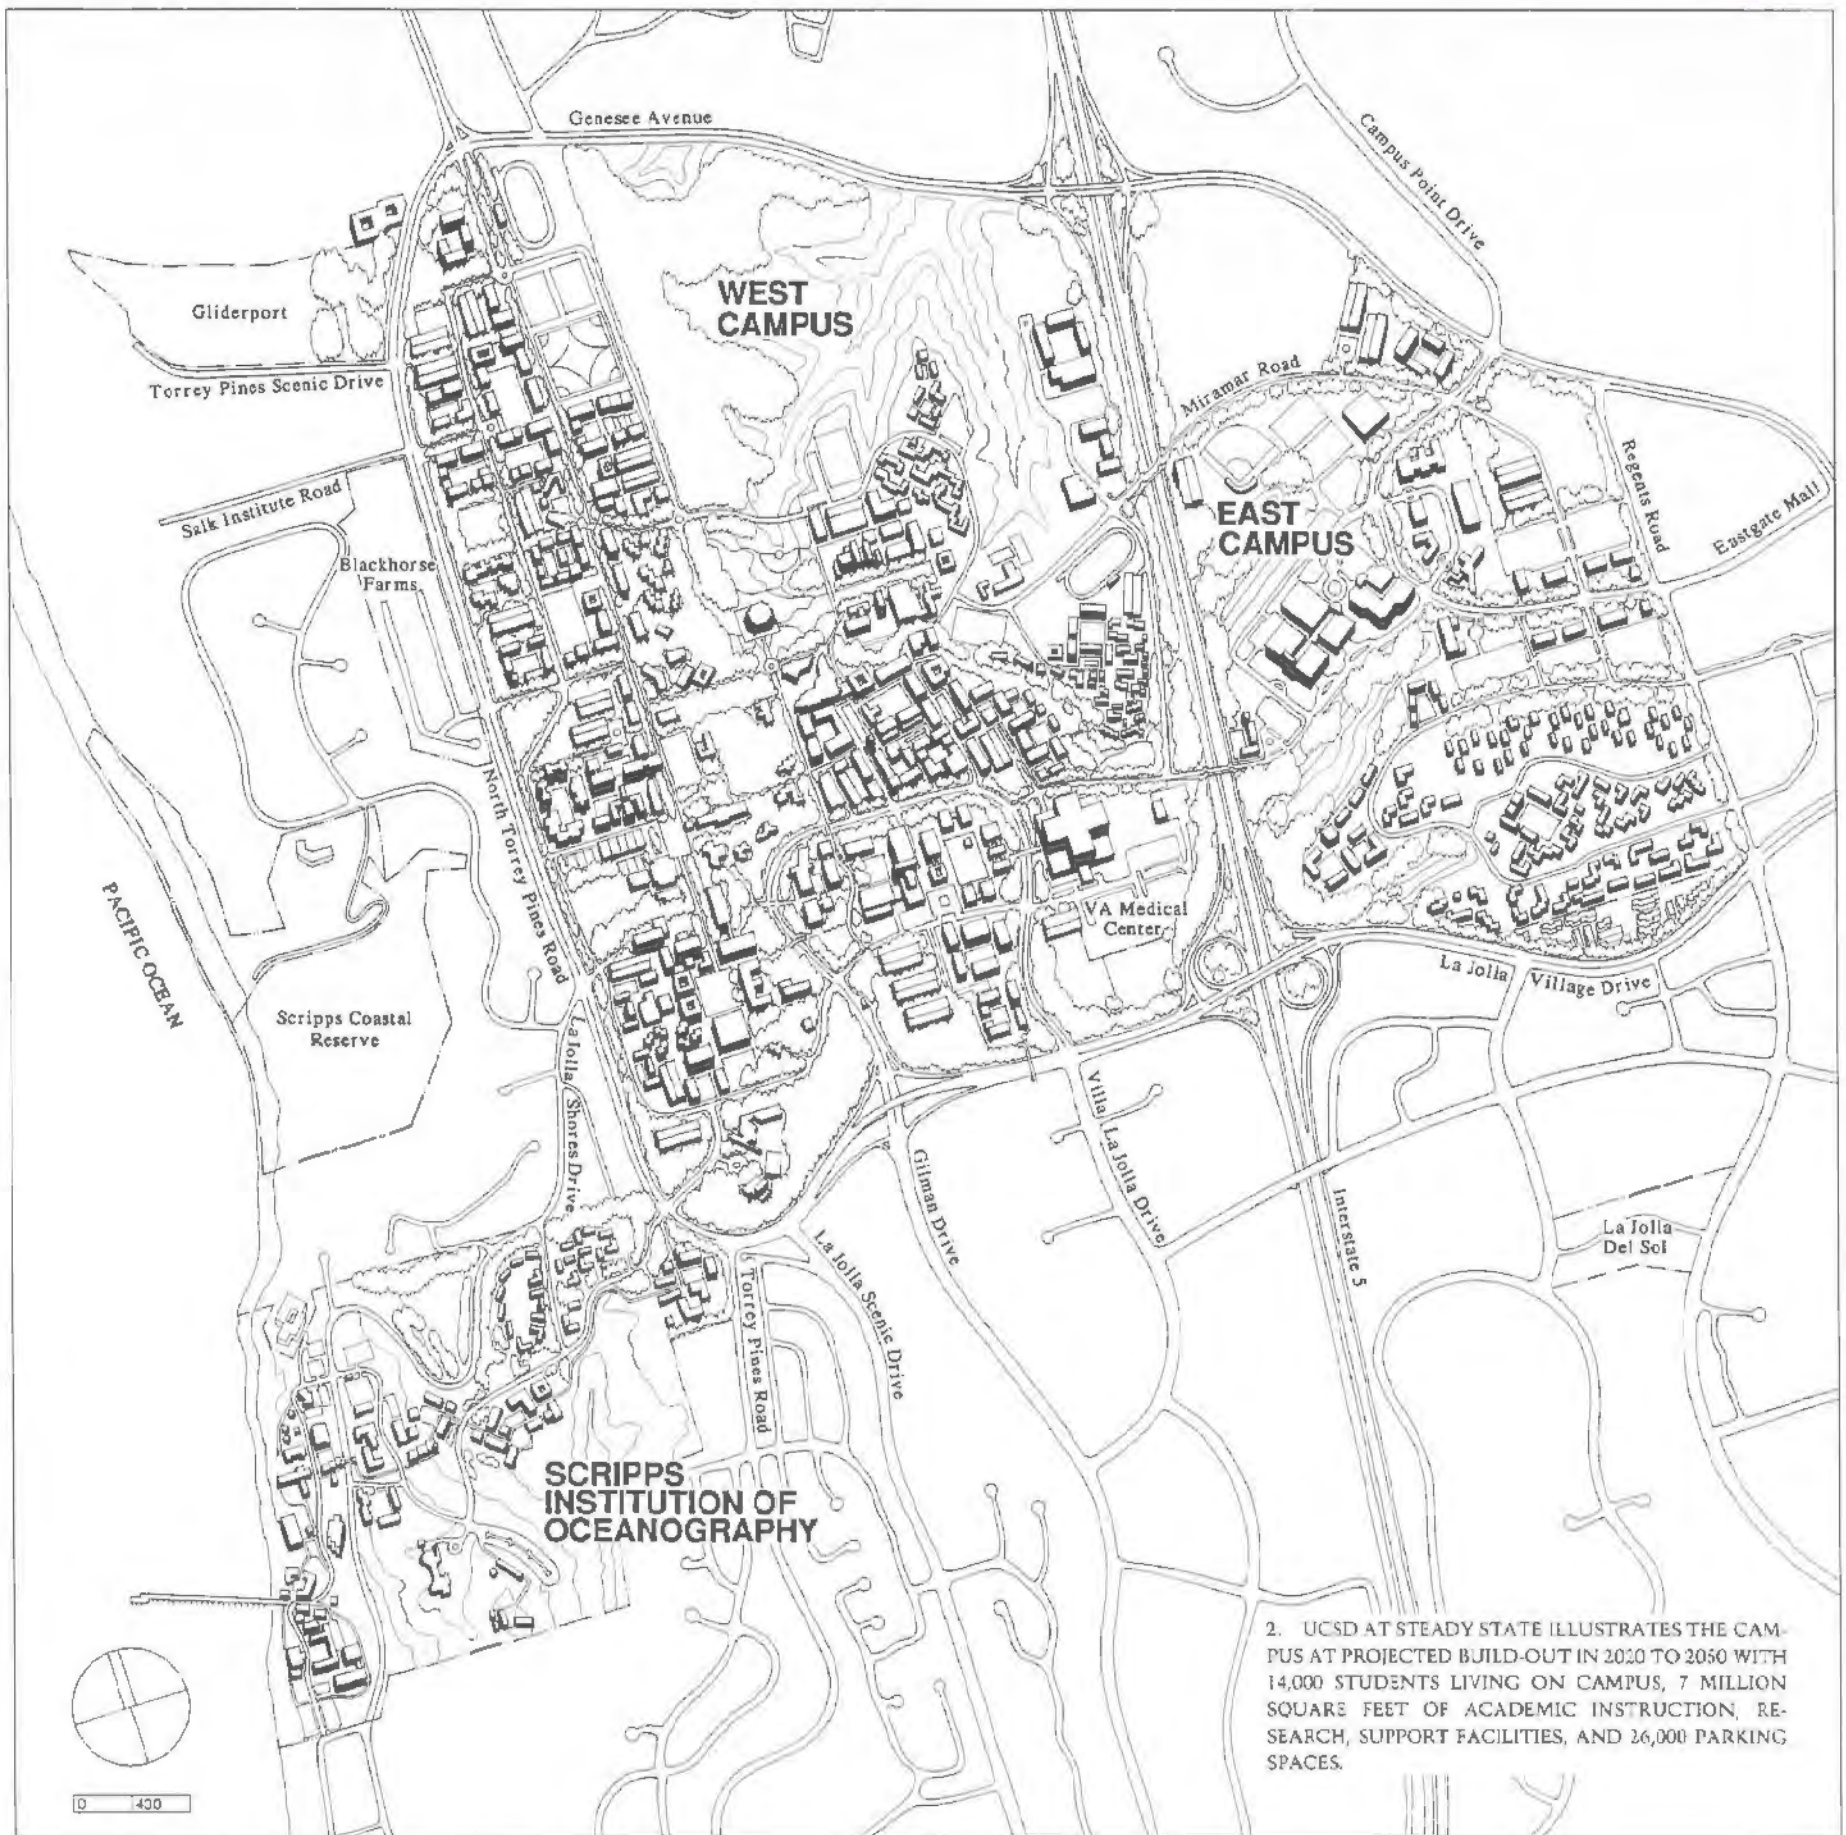 Genesee Avenue
Campus Point Drive
WEST
CAMPUS
Gliderport
Torrey Pines Scenic Drive
Miramar Road
Regents Road
Eastgate Mall
Salk Institute Road
EAST
CAMPUS
Blackhorse
Farms
North Torrey Pines Road
PACIFIC OCEAN
VA Medical
Center
La Jolla Village Drive
Scripps Coastal
Reserve
La Jolla Shores Drive
Villa La Jolla Drive
Gilman Drive
Interstate 5
La Jolla
Del Sol
La Jolla Scenic Drive
Torrey Pines Road
SCRIPPS
INSTITUTION OF
OCEANOGRAPHY
2. UCSD AT STEADY STATE ILLUSTRATES THE CAM-
PUS AT PROJECTED BUILD-OUT IN 2020 TO 2050 WITH
14,000 STUDENTS LIVING ON CAMPUS, 7 MILLION
SQUARE FEET OF ACADEMIC INSTRUCTION, RE-
SEARCH, SUPPORT FACILITIES, AND 26,000 PARKING
SPACES.
0 400